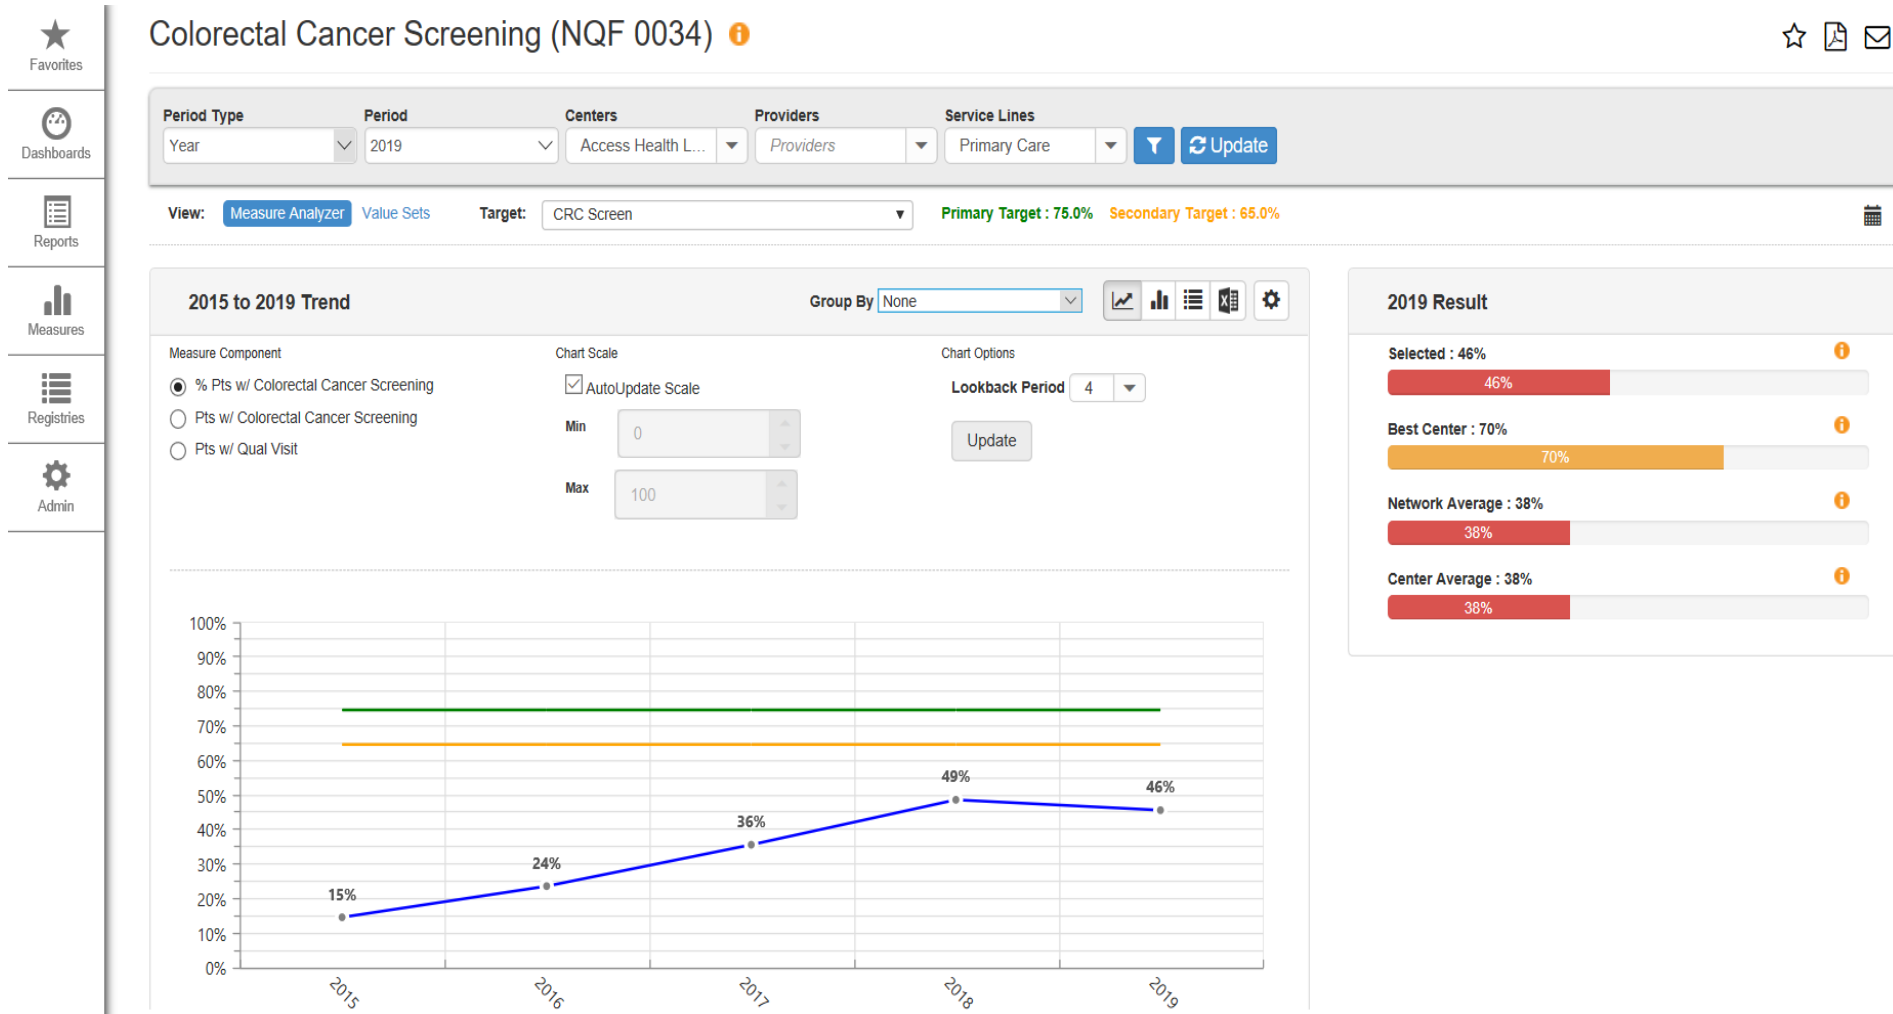 Favorites
Dashboards
Reports
Measures
Registries
Admin
Colorectal Cancer Screening (NQF 0034)
Period Type Period Centers Providers Service Lines
Year 2019 Access Health L... Providers Primary Care Update
View: Measure Analyzer Value Sets Target: CRC Screen Primary Target : 75.0% Secondary Target : 65.0%
2015 to 2019 Trend Group By None
Measure Component Chart Scale Chart Options
% Pts w/ Colorectal Cancer Screening AutoUpdate Scale Lookback Period 4
Pts w/ Colorectal Cancer Screening Min 0
Pts w/ Qual Visit Update
Max 100
100%
90%
80%
70%
60%
50%
40%
30%
20%
10%
0%
15% 24% 36% 49% 46%
2015 2016 2017 2018 2019
2019 Result
Selected : 46%
46%
Best Center : 70%
70%
Network Average : 38%
38%
Center Average : 38%
38%